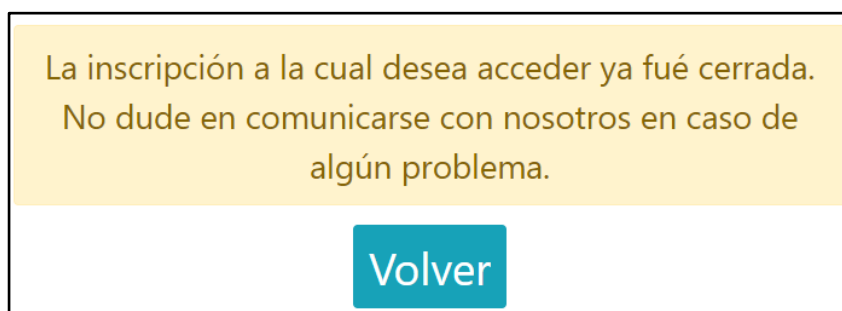 La inscripción a la cual desea acceder ya fué cerrada.
No dude en comunicarse con nosotros en caso de
algún problema.
Volver